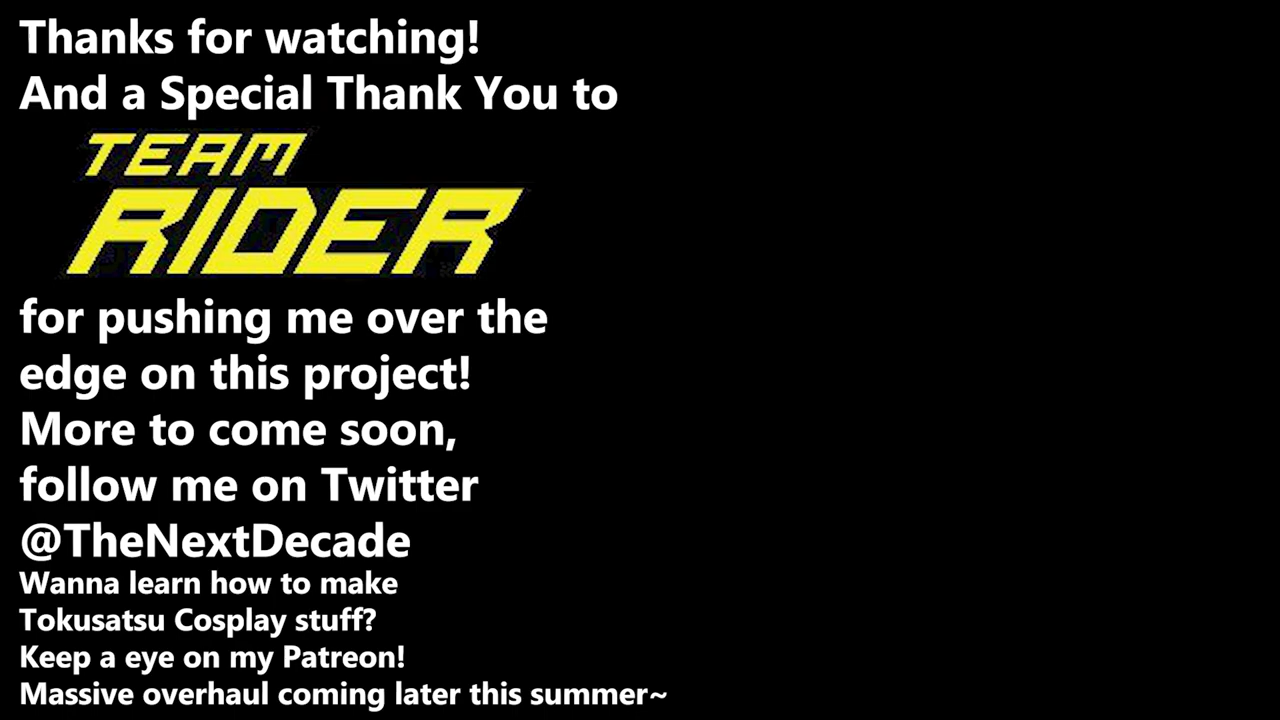 Thanks for watching!
And a Special Thank You to
TEAM
RIDER
for pushing me over the
edge on this project!
More to come soon,
follow me on Twitter
@TheNextDecade
Wanna learn how to make
Tokusatsu Cosplay stuff?
Keep a eye on my Patreon!
Massive overhaul coming later this summer~